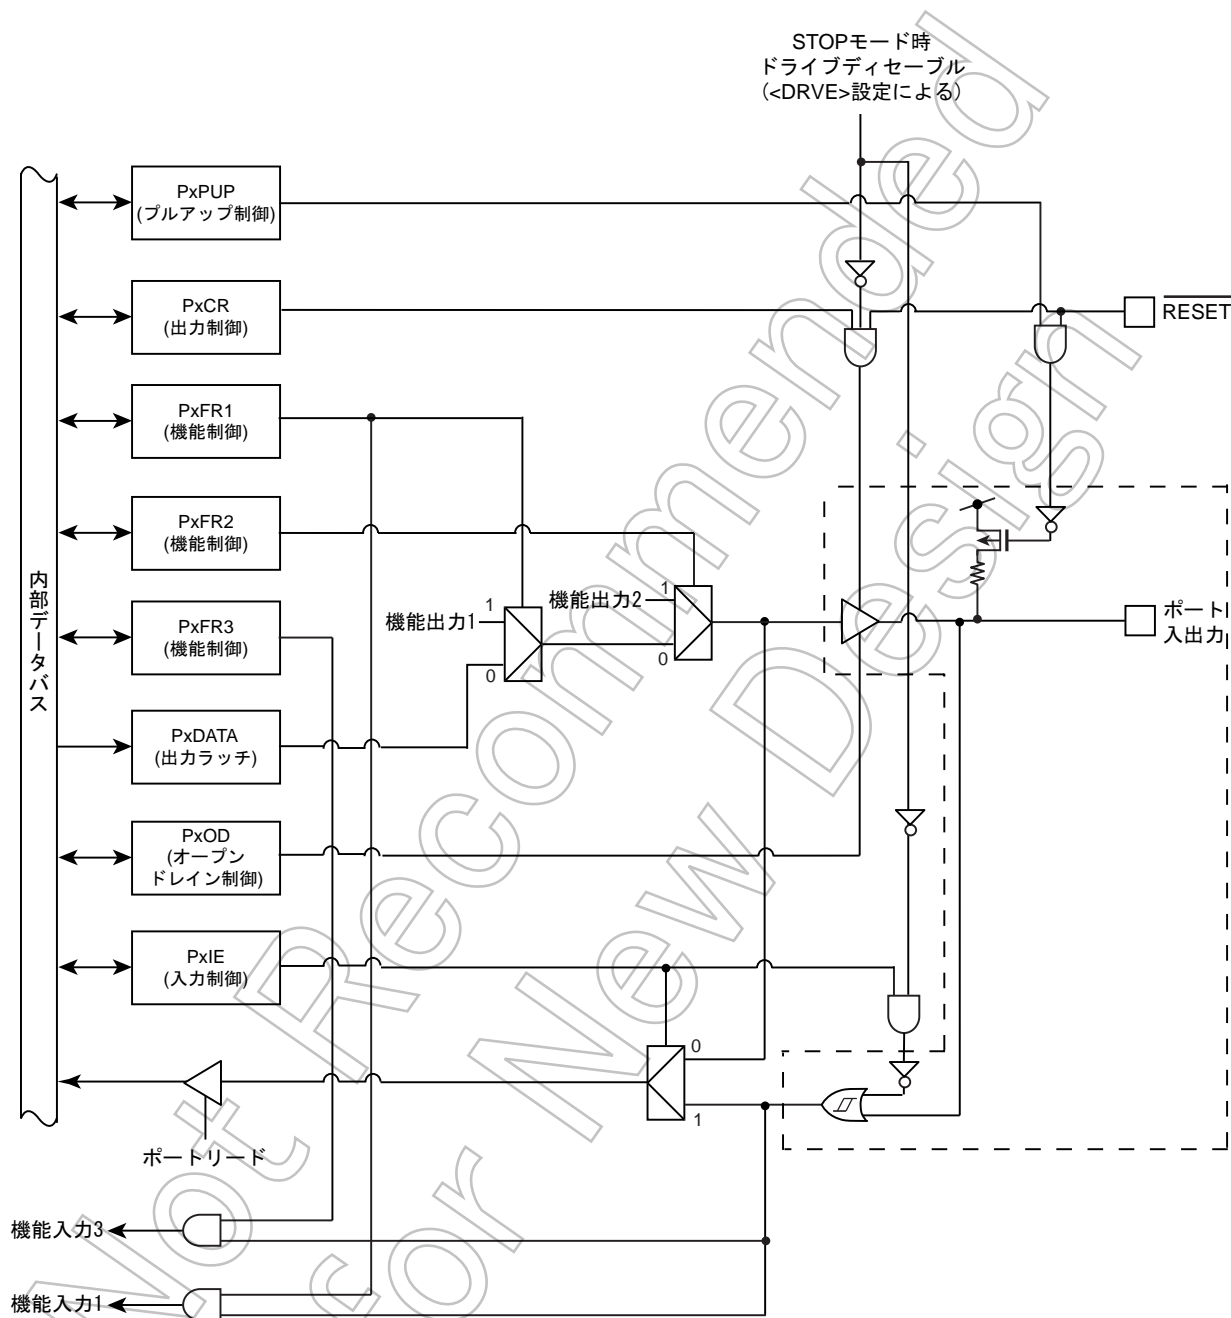 STOPモード時
ドライブディセーブル
(<DRVE>設定による)
PxPUP
(プルアップ制御)
PxCR
(出力制御)
RESET
PxFR1
(機能制御)
PxFR2
(機能制御)
内部データバス
機能出力2
1
0
機能出力1
1
0
ポート
入出力
PxFR3
(機能制御)
PxDATA
(出力ラッチ)
PxOD
(オープン
ドレイン制御)
PxIE
(入力制御)
0
1
ポートリード
機能入力3
機能入力1
Not Recommended
for New Design